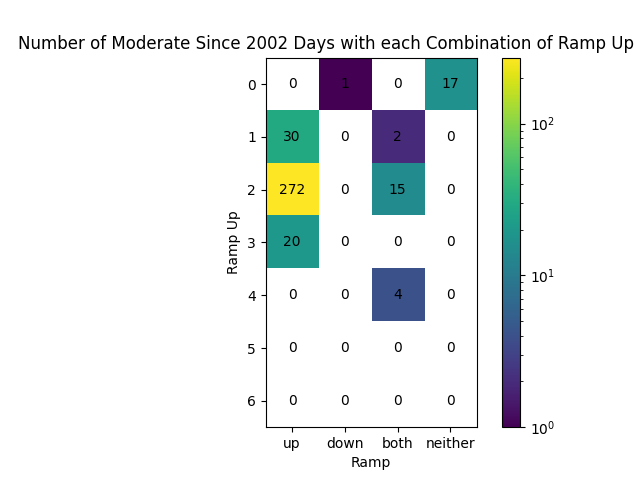 Number of Moderate Since 2002 Days with each Combination of Ramp Up
0 0 1 0 17
1 30 0 2 0
2 272 0 15 0
3 20 0 0 0
4 0 0 4 0
5 0 0 0 0
6 0 0 0 0
Ramp Up
up down both neither
Ramp
10²
10¹
10⁰